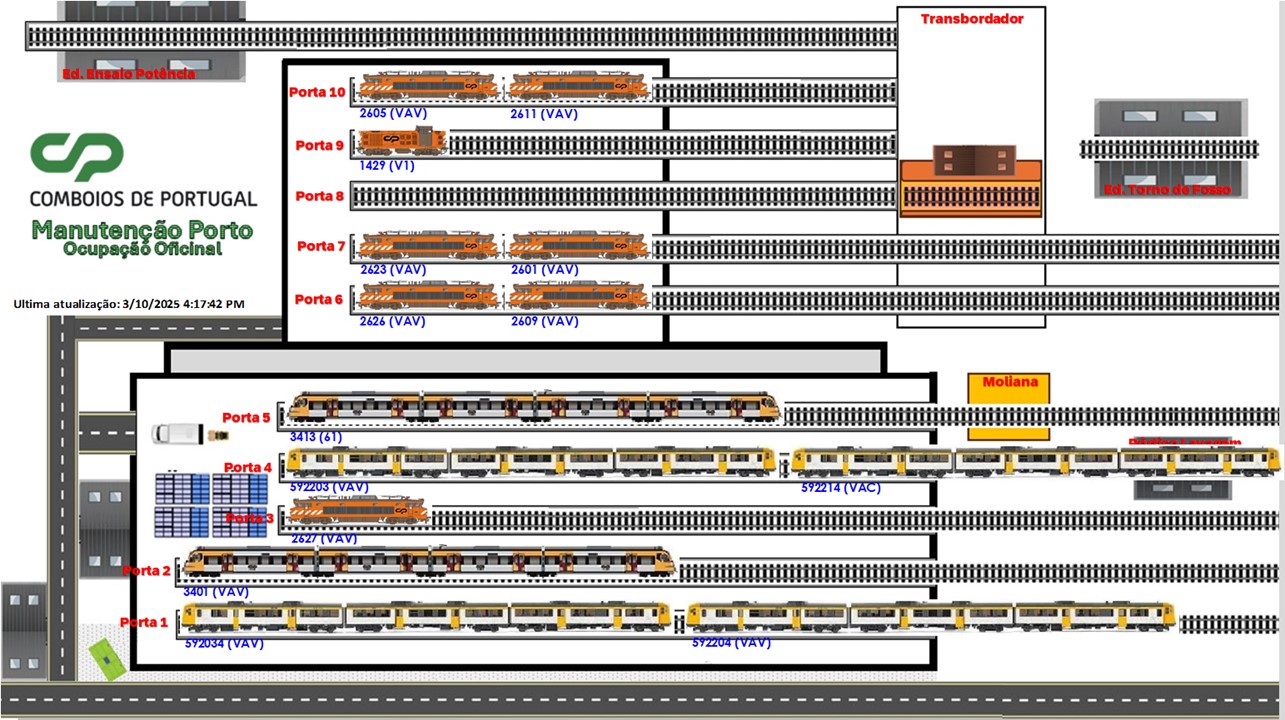 Transbordador
Ed. Ensaio Potência
Porta 10
2605 (VAV)
2611 (VAV)
CP
COMBOIOS DE PORTUGAL
Manutenção Porto
Ocupação Oficinal
Porta 9
1429 (V1)
Porta 8
Ed. Torno de Fosso
Porta 7
2623 (VAV)
2601 (VAV)
Ultima atualização: 3/10/2025 4:17:42 PM
Porta 6
2626 (VAV)
2609 (VAV)
Moliana
Porta 5
3413 (61)
Porta 4
592203 (VAV)
592214 (VAC)
Porta 3
2627 (VAV)
Porta 2
3401 (VAV)
Porta 1
592034 (VAV)
592204 (VAV)